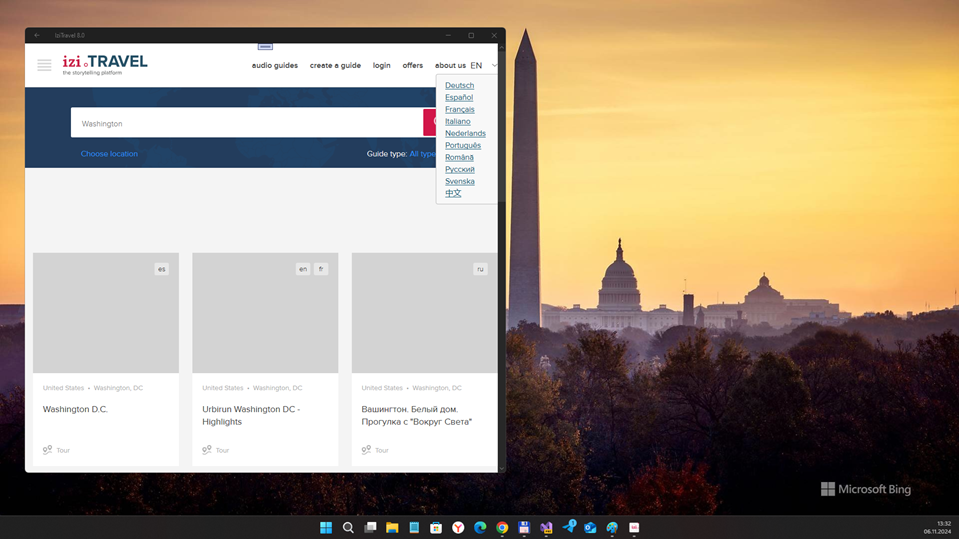 IziTravel 8.0
izi.TRAVEL
the storytelling platform
audio guides create a guide login offers about us EN
Deutsch
Español
Français
Italiano
Nederlands
Português
Română
Русский
Svenska
中文
Washington
Choose location
Guide type: All type
es
en fr
ru
United States • Washington, DC
Washington D.C.
Tour
United States • Washington, DC
Urbirun Washington DC -
Highlights
Tour
United States • Washington, DC
Вашингтон. Белый дом.
Прогулка с "Вокруг Света"
Tour
Microsoft Bing
13:32
06.11.2024